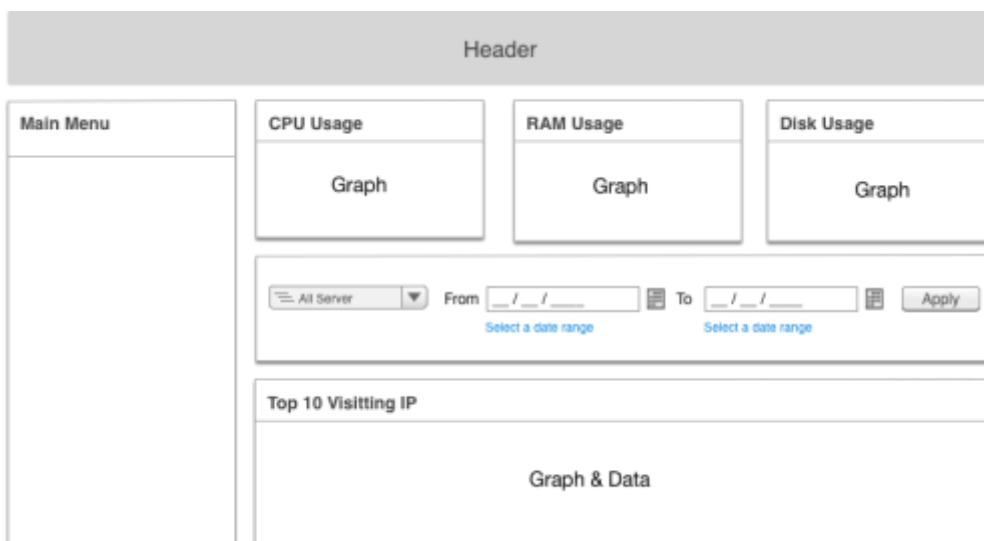 Header
Main Menu
CPU Usage
RAM Usage
Disk Usage
Graph
Graph
Graph
All Server
From
__/__/____
To
__/__/____
Apply
Select a date range
Select a date range
Top 10 Visitting IP
Graph & Data